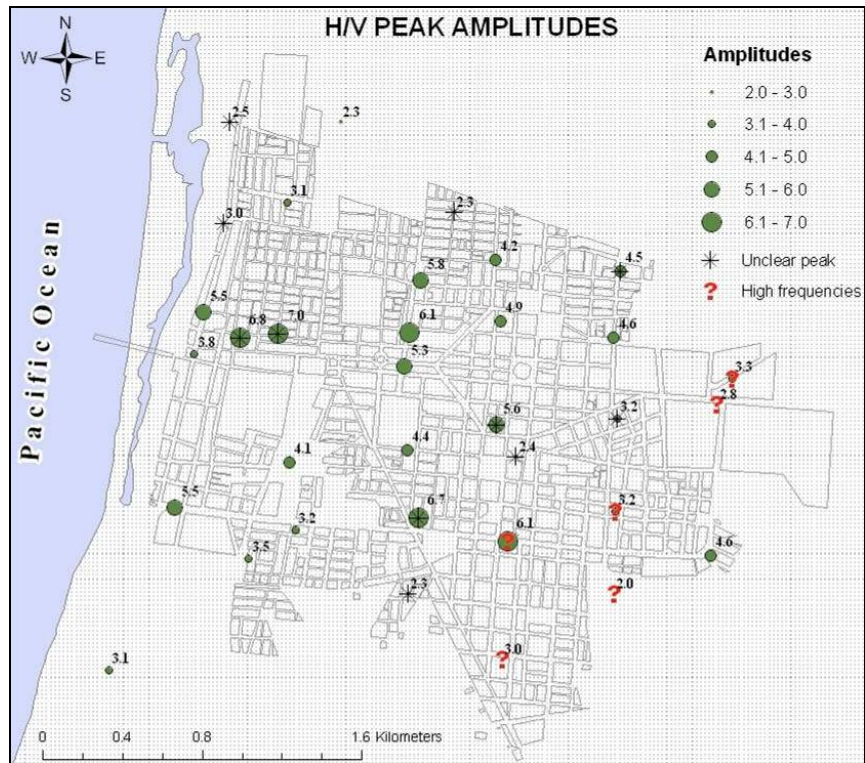 H/V PEAK AMPLITUDES
N
W E
S
Amplitudes
2.0 - 3.0
3.1 - 4.0
4.1 - 5.0
5.1 - 6.0
6.1 - 7.0
Unclear peak
High frequencies
Pacific Ocean
2.5
2.3
3.1
3.0
2.3
4.2
4.5
5.8
5.5
4.9
6.8
7.0
6.1
4.6
3.8
5.3
3.3
2.8
5.6
3.2
4.4
2.4
4.1
5.5
6.7
3.2
6.1
3.2
4.6
3.5
2.3
2.0
3.0
3.1
0 0.4 0.8 1.6 Kilometers